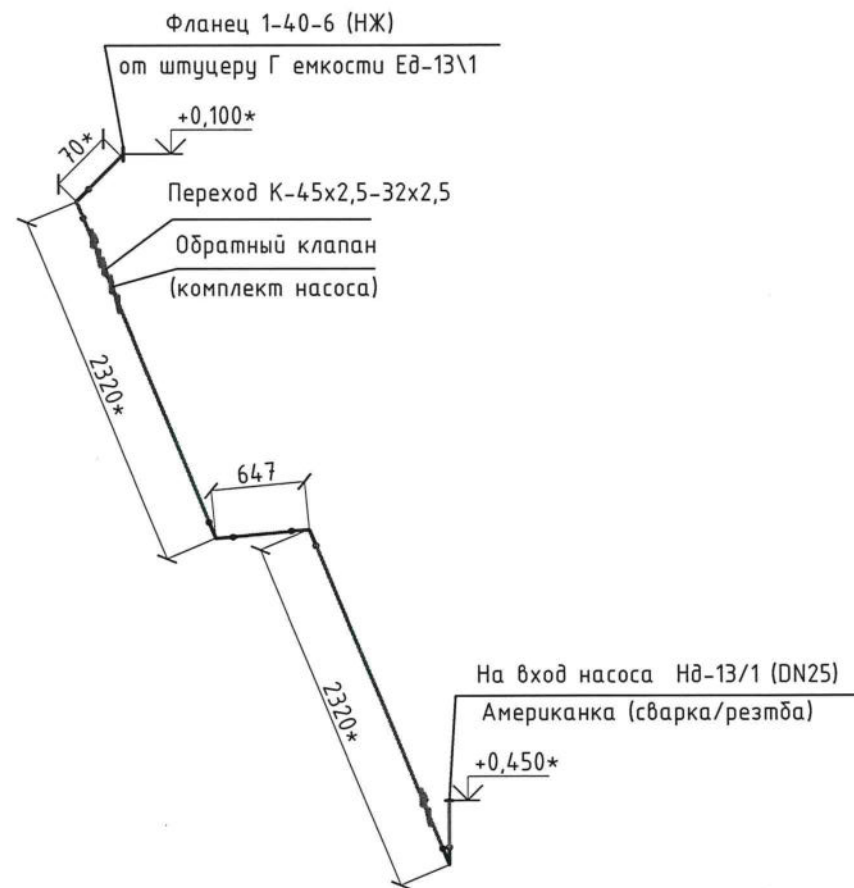 Фланец 1-40-6 (НЖ)
от штуцеру Г емкости Ед-13\1
+0,100*
70*
Переход К-45х2,5-32х2,5
Обратный клапан
(комплект насоса)
2320*
647
2320*
На вход насоса Нд-13/1 (DN25)
Американка (сварка/резтба)
+0,450*